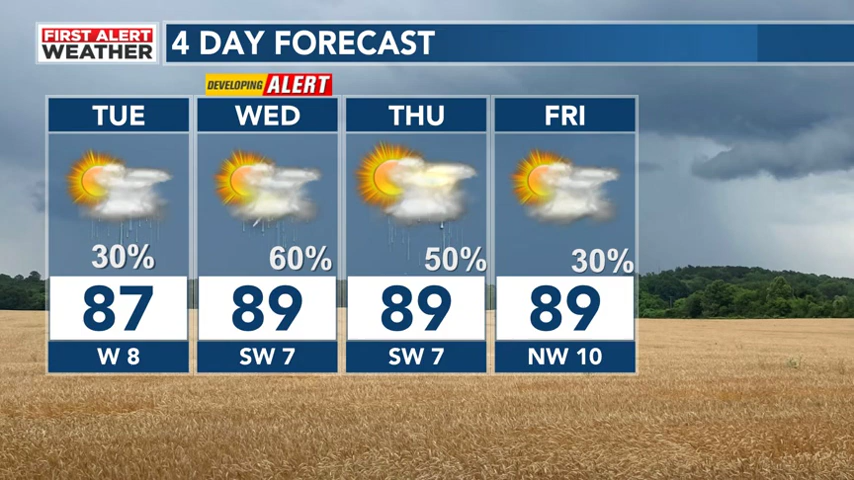 FIRST ALERT
WEATHER
4 DAY FORECAST
DEVELOPING ALERT
TUE WED THU FRI
30% 60% 50% 30%
87 89 89 89
W 8 SW 7 SW 7 NW 10